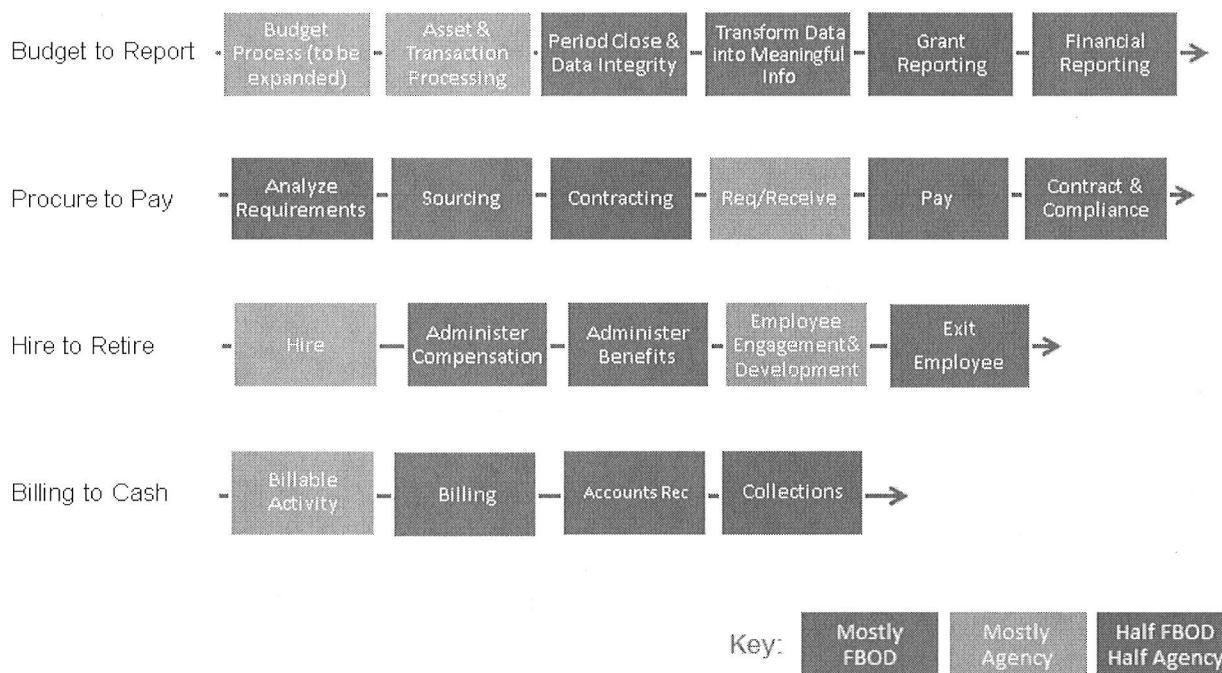 Budget to Report
Budget
Process (to be
expanded)
Asset &
Transaction
Processing
Period Close &
Data Integrity
Transform Data
into Meaningful
Info
Grant
Reporting
Financial
Reporting
Procure to Pay
Analyze
Requirements
Sourcing
Contracting
Req/Receive
Pay
Contract &
Compliance
Hire to Retire
Hire
Administer
Compensation
Administer
Benefits
Employee
Engagement&
Development
Exit
Employee
Billing to Cash
Billable
Activity
Billing
Accounts Rec
Collections
Key:
Mostly
FBOD
Mostly
Agency
Half FBOD
Half Agency